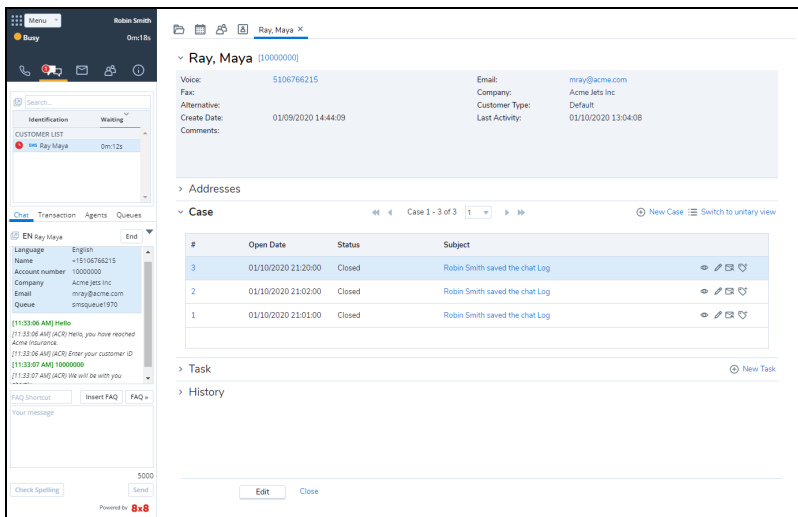 Menu
Robin Smith
Busy
0m:18s
Search...
Identification Waiting
CUSTOMER LIST
SMS Ray Maya 0m:12s
Chat Transaction Agents Queues
EN Ray Maya End
Language English
Name +15106766215
Account number 10000000
Company Acme Jets Inc
Email mray@acme.com
Queue smsqueue1970
[11:33:06 AM] Hello
[11:33:06 AM] (ACR) Hello, you have reached
Acme Insurance.
[11:33:06 AM] (ACR) Enter your customer ID
[11:33:07 AM] 10000000
[11:33:07 AM] (ACR) We will be with you
FAQ Shortcut Insert FAQ FAQ »
Your message
5000
Check Spelling Send
Powered by 8x8
Ray, Maya ×
Ray, Maya [10000000]
Voice: 5106766215 Email: mray@acme.com
Fax: Company: Acme Jets Inc
Alternative: Customer Type: Default
Create Date: 01/09/2020 14:44:09 Last Activity: 01/10/2020 13:04:08
Comments:
Addresses
Case Case 1 - 3 of 3 1 New Case Switch to unitary view
# Open Date Status Subject
3 01/10/2020 21:20:00 Closed Robin Smith saved the chat Log
2 01/10/2020 21:02:00 Closed Robin Smith saved the chat Log
1 01/10/2020 21:01:00 Closed Robin Smith saved the chat Log
Task New Task
History
Edit Close